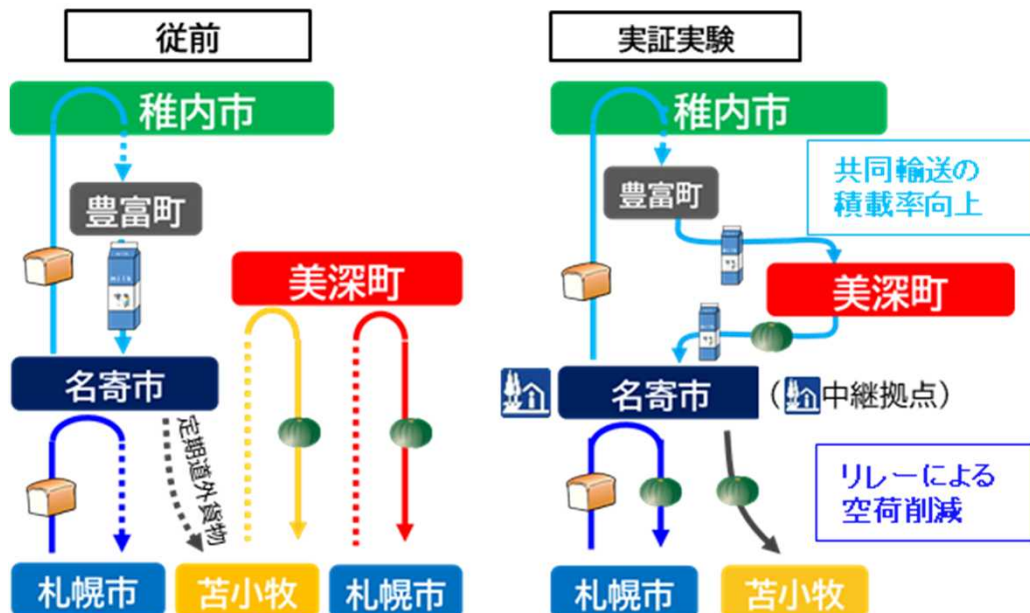 従前
稚内市
豊富町
美深町
名寄市
定期道外貨物
札幌市
苫小牧
札幌市
実証実験
稚内市
共同輸送の
積載率向上
豊富町
美深町
名寄市
(中継拠点)
リレーによる
空荷削減
札幌市
苫小牧